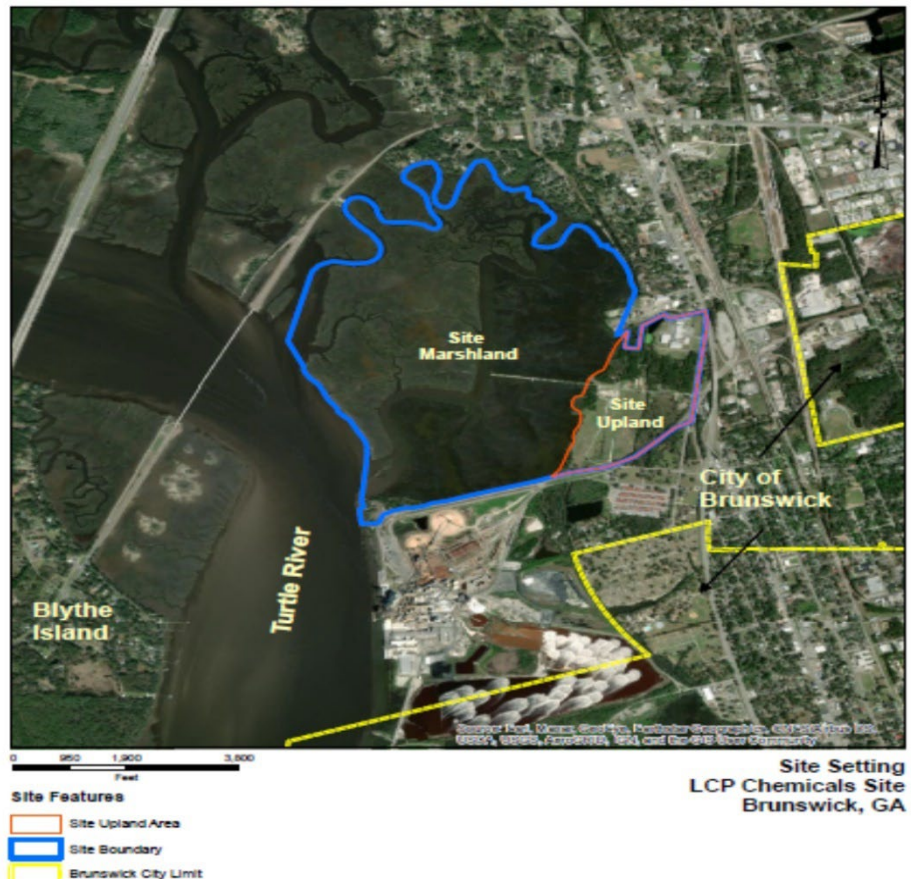 Site
Marshland
Site
Upland
City of
Brunswick
Turtle River
Blythe
Island
0 950 1,900 3,800
Feet
Site Setting
LCP Chemicals Site
Brunswick, GA
Site Features
Site Upland Area
Site Boundary
Brunswick City Limit